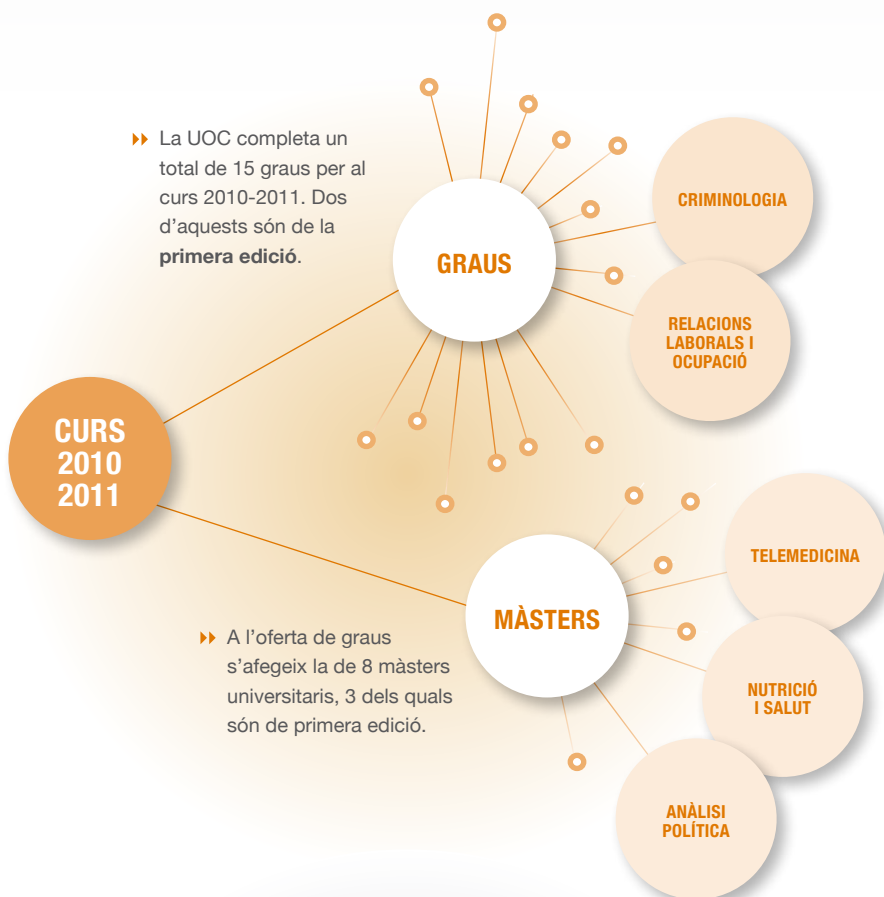 La UOC completa un
total de 15 graus per al
curs 2010-2011. Dos
d’aquests són de la
primera edició.
GRAUS
CRIMINOLOGIA
RELACIONS
LABORALS I
OCUPACIÓ
CURS
2010
2011
MÀSTERS
TELEMEDICINA
NUTRICIÓ
I SALUT
ANÀLISI
POLÍTICA
A l’oferta de graus
s’afegeix la de 8 màsters
universitaris, 3 dels quals
són de primera edició.